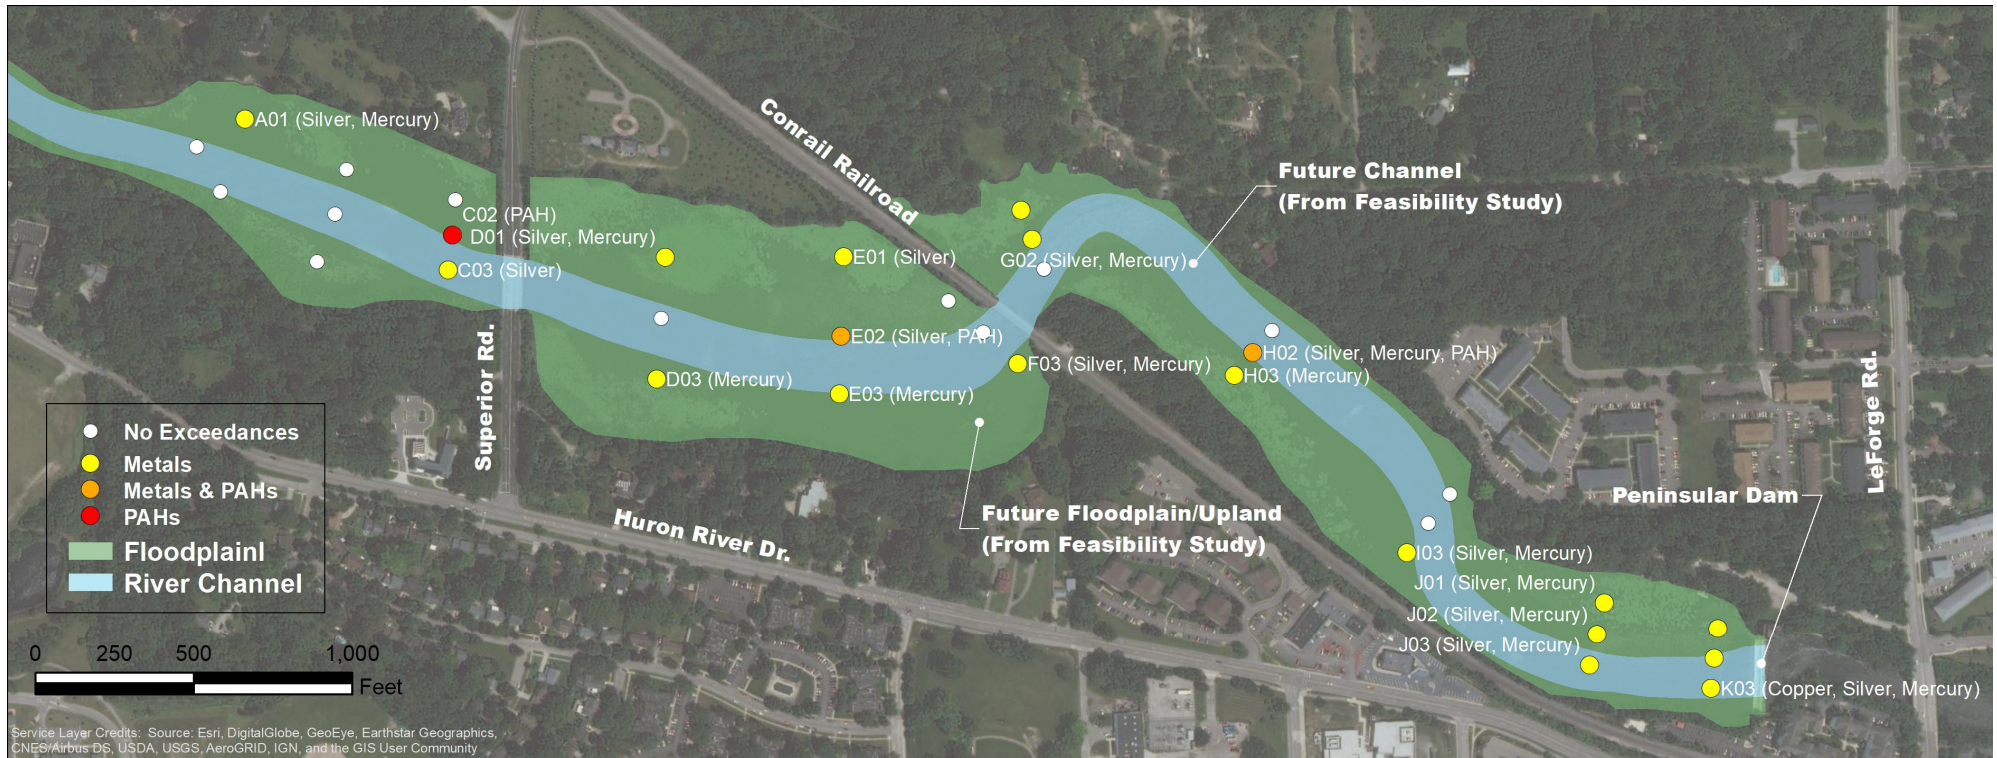 A01 (Silver, Mercury)
Conrail Railroad
Future Channel
(From Feasibility Study)
C02 (PAH)
D01 (Silver, Mercury)
C03 (Silver)
E01 (Silver)
G02 (Silver, Mercury)
E02 (Silver, PAH)
F03 (Silver, Mercury)
H02 (Silver, Mercury, PAH)
H03 (Mercury)
D03 (Mercury)
E03 (Mercury)
Superior Rd.
LeForge Rd.
No Exceedances
Metals
Metals & PAHs
PAHs
Floodplainl
River Channel
Peninsular Dam
Future Floodplain/Upland
(From Feasibility Study)
Huron River Dr.
I03 (Silver, Mercury)
J01 (Silver, Mercury)
J02 (Silver, Mercury)
J03 (Silver, Mercury)
K03 (Copper, Silver, Mercury)
0 250 500 1,000
Feet
Service Layer Credits: Source: Esri, DigitalGlobe, GeoEye, Earthstar Geographics,
CNES/Airbus DS, USDA, USGS, AeroGRID, IGN, and the GIS User Community